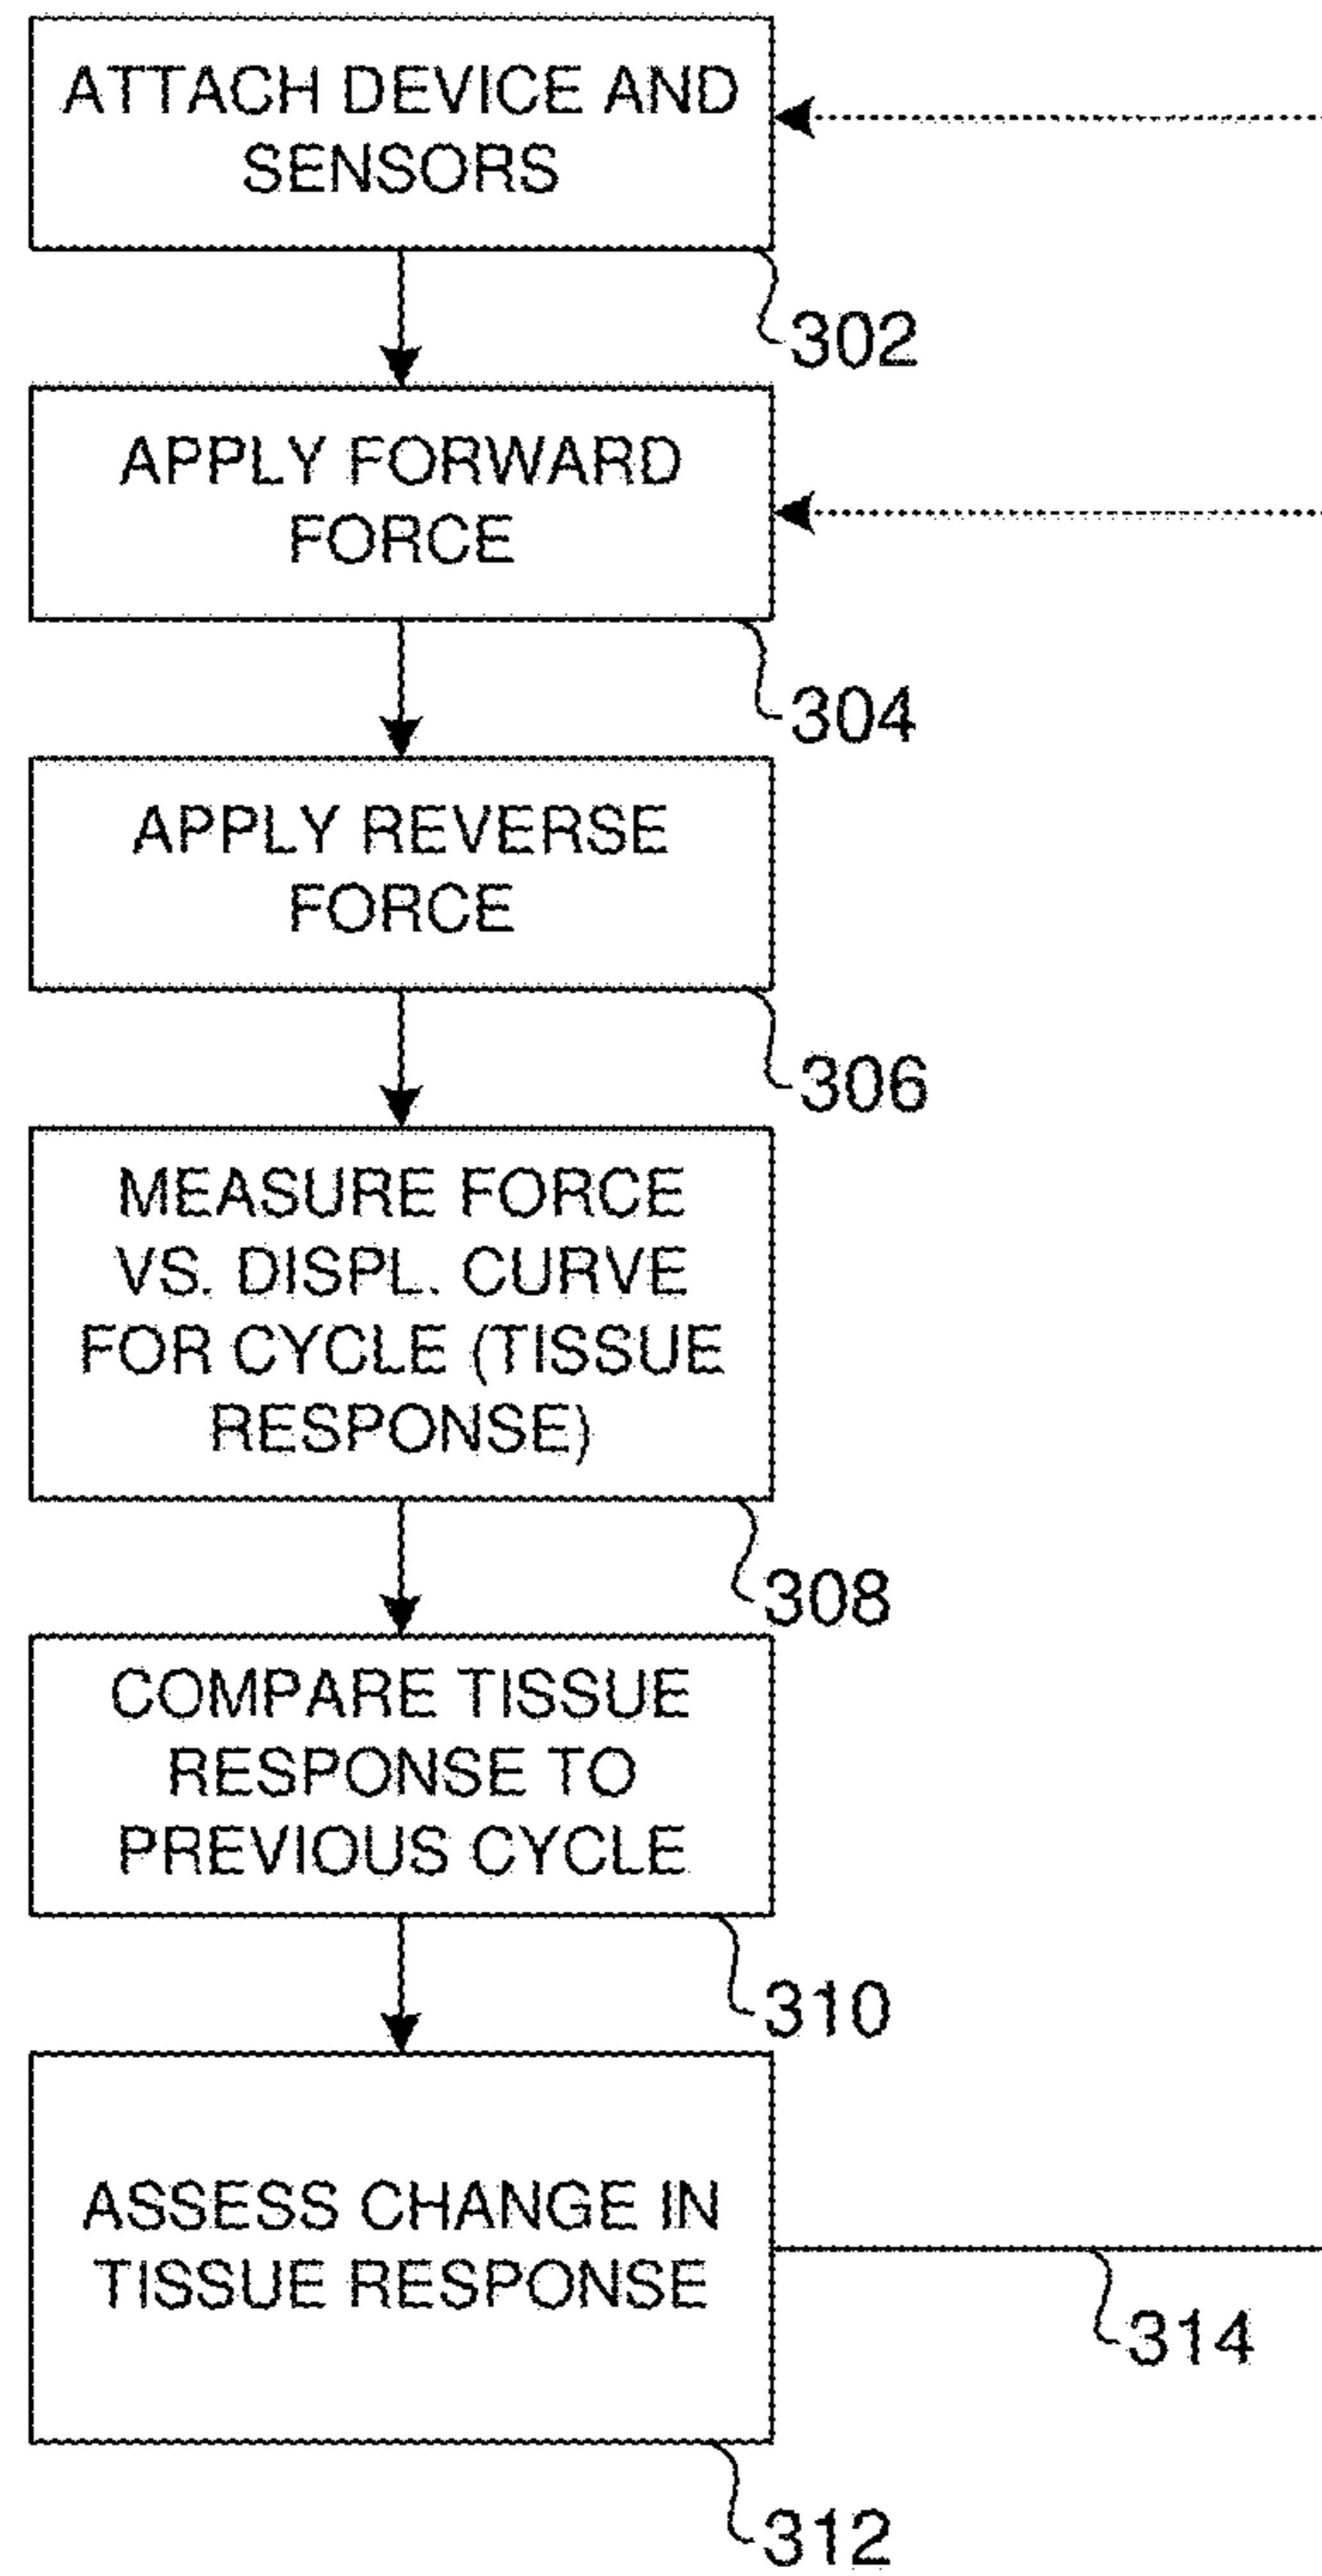 ATTACH DEVICE AND
SENSORS
302
APPLY FORWARD
FORCE
304
APPLY REVERSE
FORCE
306
MEASURE FORCE
VS. DISPL. CURVE
FOR CYCLE (TISSUE
RESPONSE)
308
COMPARE TISSUE
RESPONSE TO
PREVIOUS CYCLE
310
ASSESS CHANGE IN
TISSUE RESPONSE
314
312